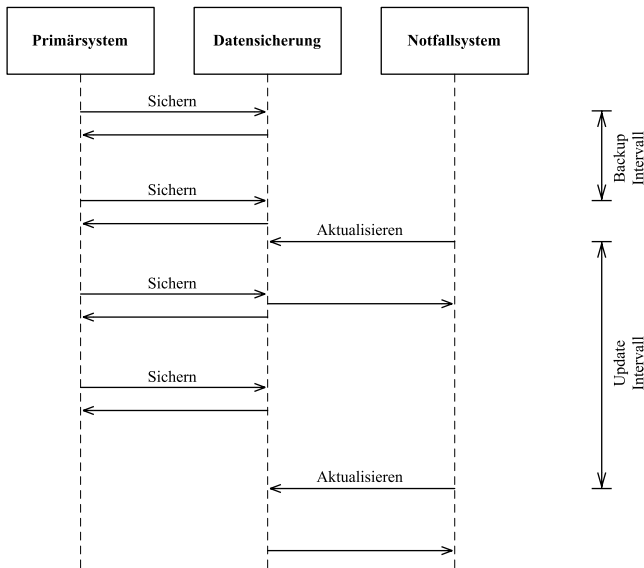 Primärsystem
Datensicherung
Notfallsystem
Sichern
Backup
Intervall
Sichern
Aktualisieren
Sichern
Update
Intervall
Sichern
Aktualisieren